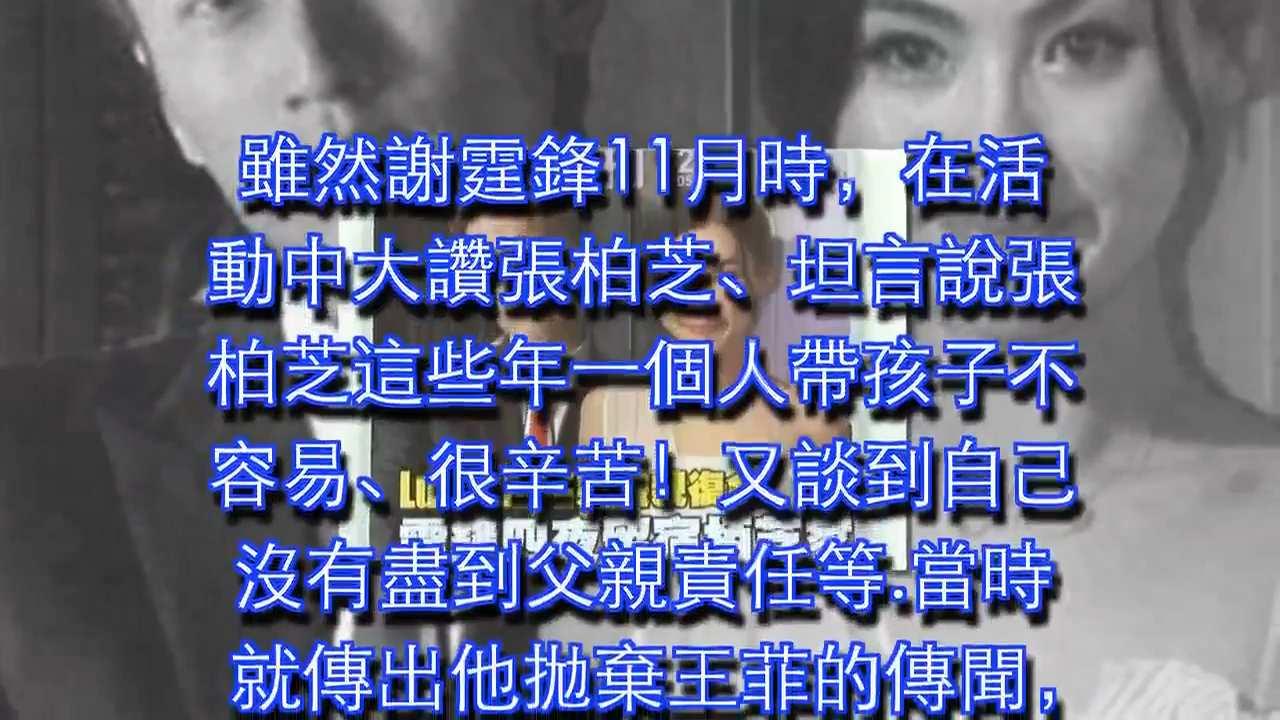 雖然謝霆鋒11月時，在活
動中大讚張柏芝、坦言說張
柏芝這些年一個人帶孩子不
容易、很辛苦！又談到自己
沒有盡到父親責任等.當時
就傳出他拋棄王菲的傳聞，